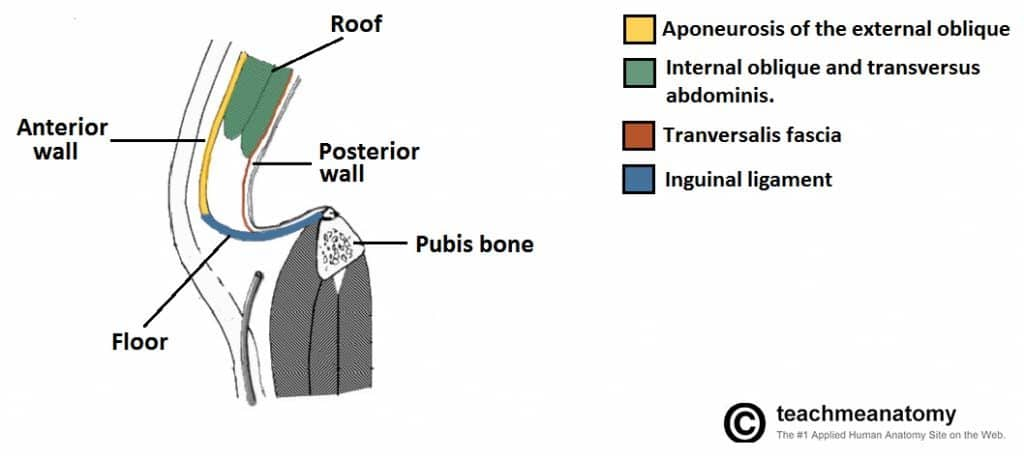 Roof
Anterior
wall
Posterior
wall
Pubis bone
Floor
Aponeurosis of the external oblique
Internal oblique and transversus
abdominis.
Tranversalis fascia
Inguinal ligament
© teachmeanatomy
The #1 Applied Human Anatomy Site on the Web.